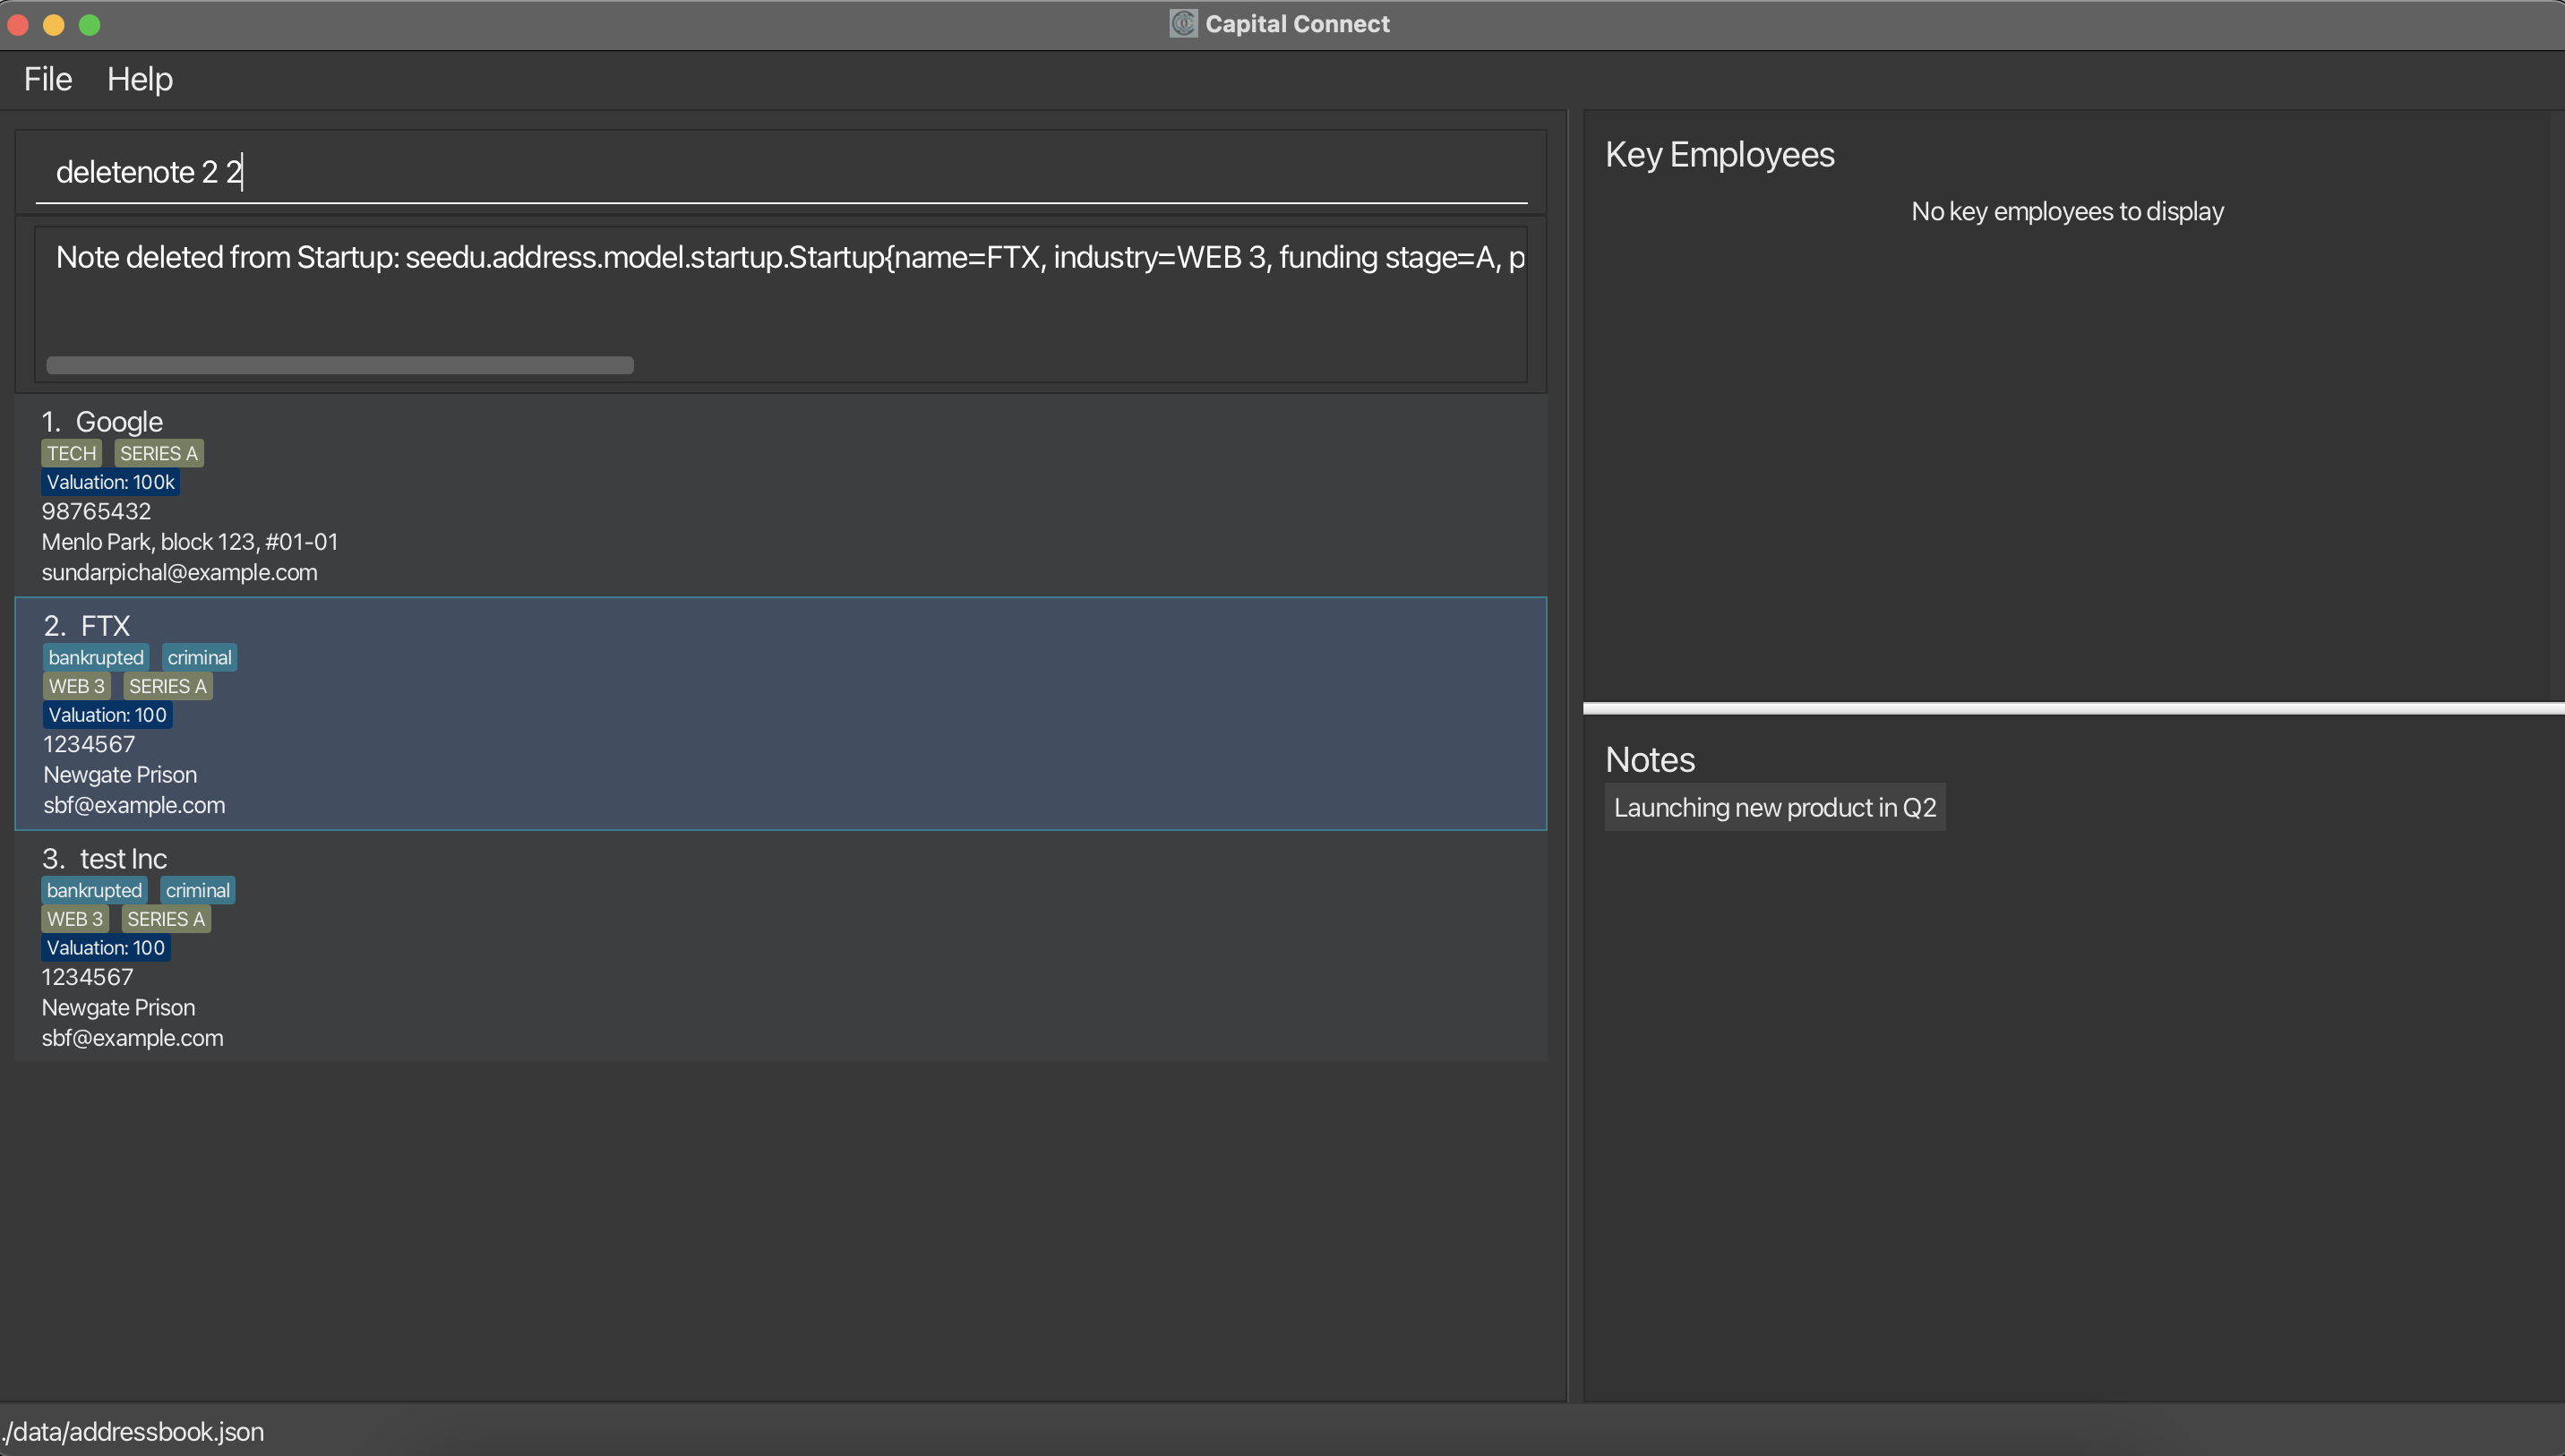 Capital Connect
File Help
deletenote 2 2
Note deleted from Startup: seedu.address.model.startup.Startup{name=FTX, industry=WEB 3, funding stage=A, p
1. Google
TECH SERIES A
Valuation: 100k
98765432
Menlo Park, block 123, #01-01
sundarpichal@example.com
2. FTX
bankrupted criminal
WEB 3 SERIES A
Valuation: 100
1234567
Newgate Prison
sbf@example.com
3. test Inc
bankrupted criminal
WEB 3 SERIES A
Valuation: 100
1234567
Newgate Prison
sbf@example.com
Key Employees
No key employees to display
Notes
Launching new product in Q2
./data/addressbook.json